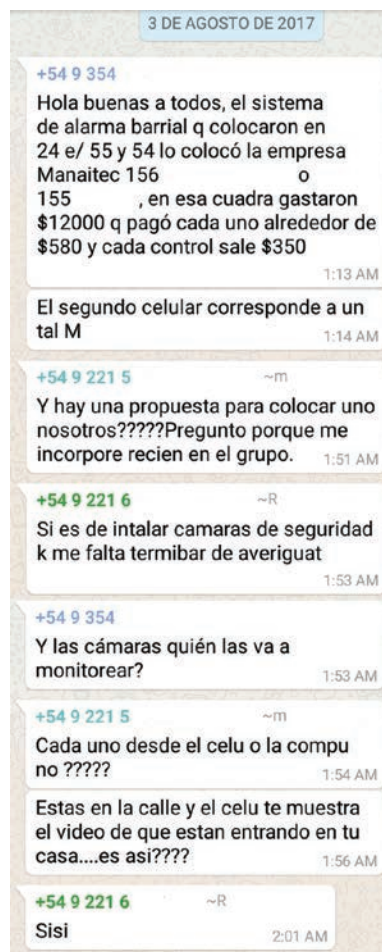 3 DE AGOSTO DE 2017
+54 9 354
Hola buenas a todos, el sistema
de alarma barrial q colocaron en
24 e/ 55 y 54 lo colocó la empresa
Manaitec 156 o
155 , en esa cuadra gastaron
$12000 q pagó cada uno alrededor de
$580 y cada control sale $350
1:13 AM
El segundo celular corresponde a un
tal M
1:14 AM
+54 9 221 5 ~m
Y hay una propuesta para colocar uno
nosotros?????Pregunto porque me
incorpore recien en el grupo.
1:51 AM
+54 9 221 6 ~R
Si es de intalar camaras de seguridad
k me falta termibar de averiguat
1:53 AM
+54 9 354
Y las cámaras quién las va a
monitorear?
1:53 AM
+54 9 221 5 ~m
Cada uno desde el celu o la compu
no ?????
1:54 AM
Estas en la calle y el celu te muestra
el video de que estan entrando en tu
casa....es asi????
1:56 AM
+54 9 221 6 ~R
Sisi
2:01 AM